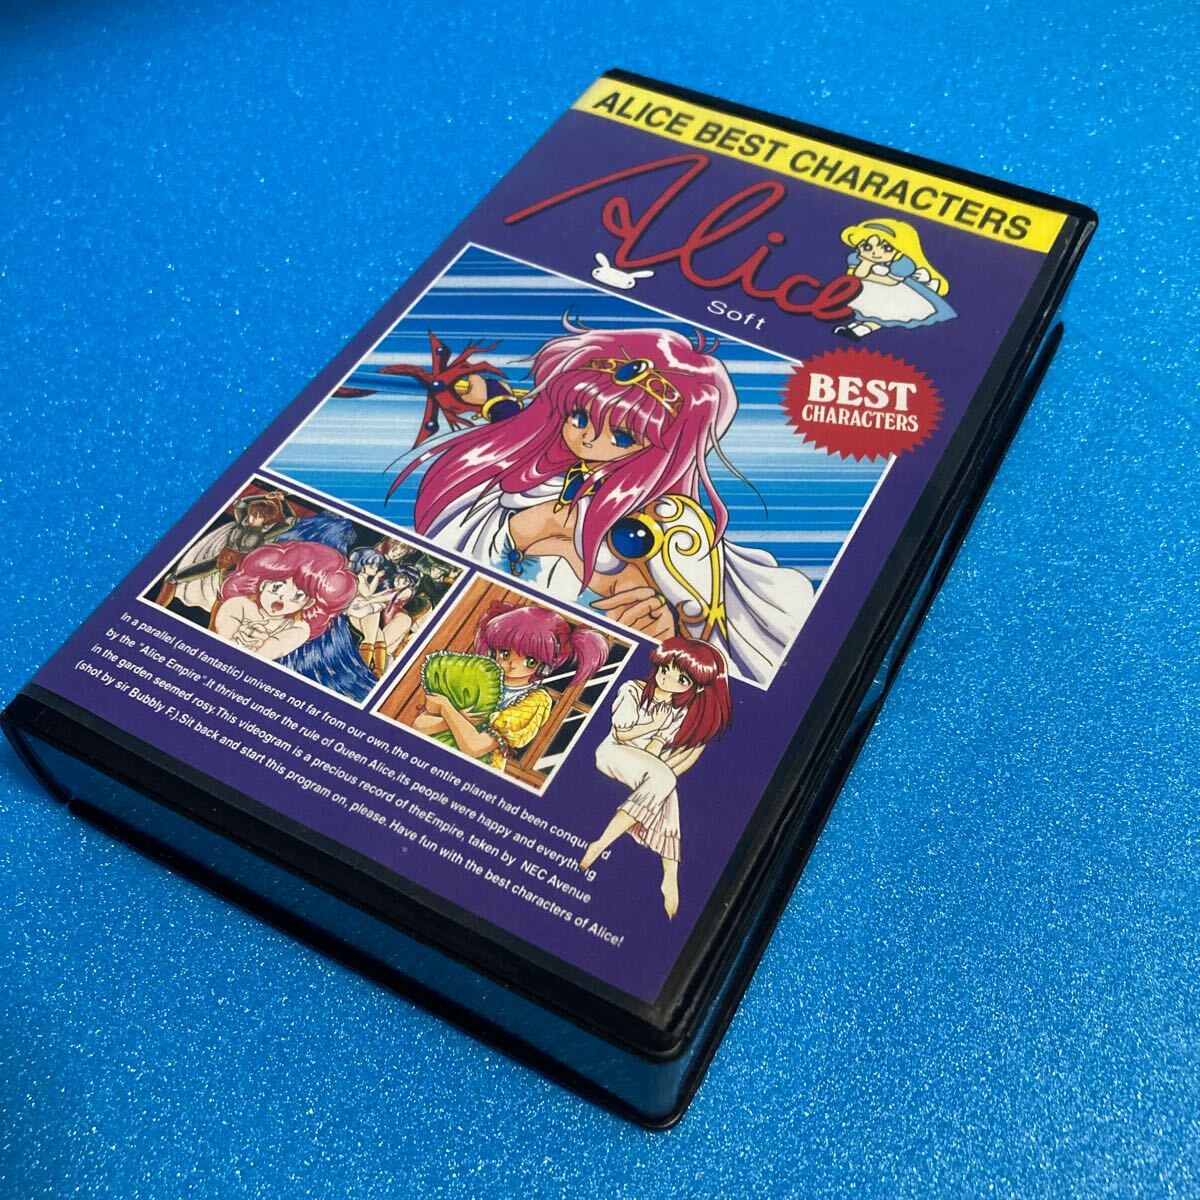 ALICE BEST CHARACTERS
Alice
Soft
BEST
CHARACTERS
In a parallel (and fantastic) universe not far from our own, the our entire planet had been conqu d
by the "Alice Empire".It thrived under the rule of Queen Alice,its people were happy and everything
in the garden seemed rosy.This videogram is a precious record of theEmpire, taken by NEC Avenue
(shot by sir Bubbly F.).Sit back and start this program on, please. Have fun with the best characters of Alice!